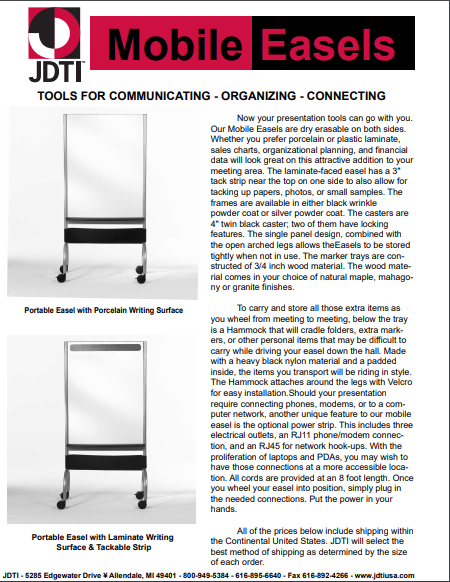 JDTI
Mobile Easels
TOOLS FOR COMMUNICATING - ORGANIZING - CONNECTING
Now your presentation tools can go with you.
Our Mobile Easels are dry erasable on both sides.
Whether you prefer porcelain or plastic laminate,
sales charts, organizational planning, and financial
data will look great on this attractive addition to your
meeting area. The laminate-faced easel has a 3"
tack strip near the top on one side to also allow for
tacking up papers, photos, or small samples. The
frames are available in either black wrinkle
powder coat or silver powder coat. The casters are
4" twin black caster; two of them have locking
features. The single panel design, combined with
the open arched legs allows theEasels to be stored
tightly when not in use. The marker trays are con-
structed of 3/4 inch wood material. The wood mate-
rial comes in your choice of natural maple, mahoga-
ny or granite finishes.
Portable Easel with Porcelain Writing Surface
To carry and store all those extra items as
you wheel from meeting to meeting, below the tray
is a Hammock that will cradle folders, extra mark-
ers, or other personal items that may be difficult to
carry while driving your easel down the hall. Made
with a heavy black nylon material and a padded
inside, the items you transport will be riding in style.
The Hammock attaches around the legs with Velcro
for easy installation.Should your presentation
require connecting phones, modems, or to a com-
puter network, another unique feature to our mobile
easel is the optional power strip. This includes three
electrical outlets, an RJ11 phone/modem connec-
tion, and an RJ45 for network hook-ups. With the
proliferation of laptops and PDAs, you may wish to
have those connections at a more accessible loca-
tion. All cords are provided at an 8 foot length. Once
you wheel your easel into position, simply plug in
the needed connections. Put the power in your
hands.
Portable Easel with Laminate Writing
Surface & Tackable Strip
All of the prices below include shipping within
the Continental United States. JDTI will select the
best method of shipping as determined by the size
of each order.
JDTI - 5285 Edgewater Drive ¥ Allendale, MI 49401 - 800-949-5384 - 616-895-6640 - Fax 616-892-4266 - www.jdtiusa.com